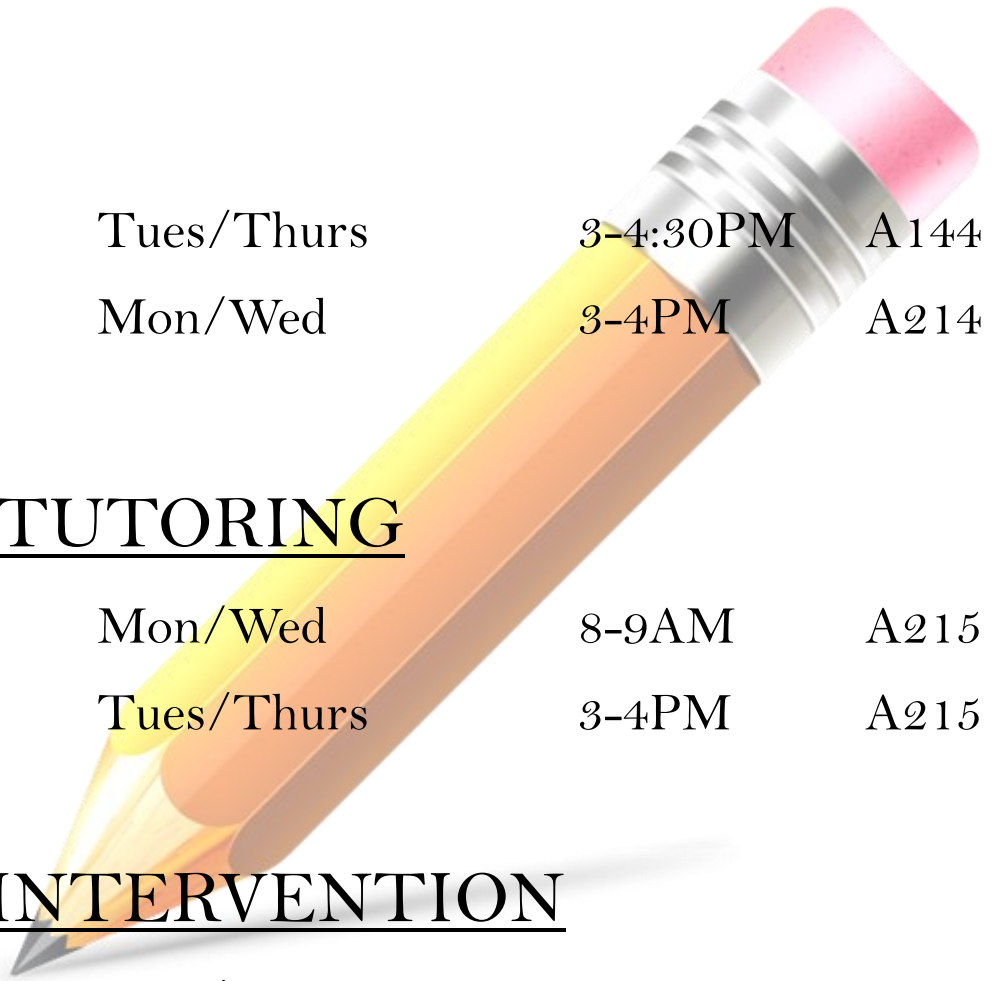 Tues/Thurs 3-4:30PM A144
Mon/Wed 3-4PM A214
TUTORING
Mon/Wed 8-9AM A215
Tues/Thurs 3-4PM A215
INTERVENTION